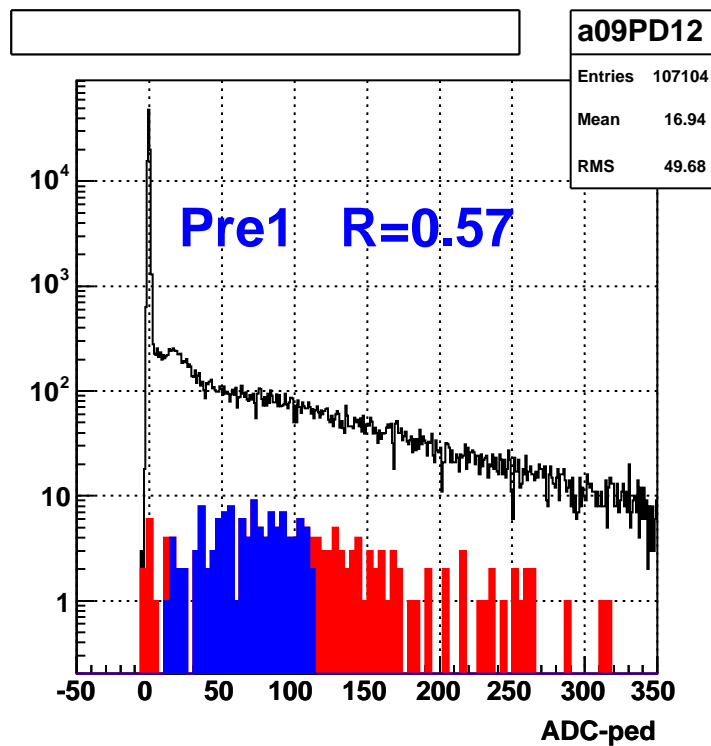 a09PD12
Entries 107104
Mean 16.94
RMS 49.68
Pre1 R=0.57
10^4
10^3
10^2
10
1
-50 0 50 100 150 200 250 300 350
ADC-ped